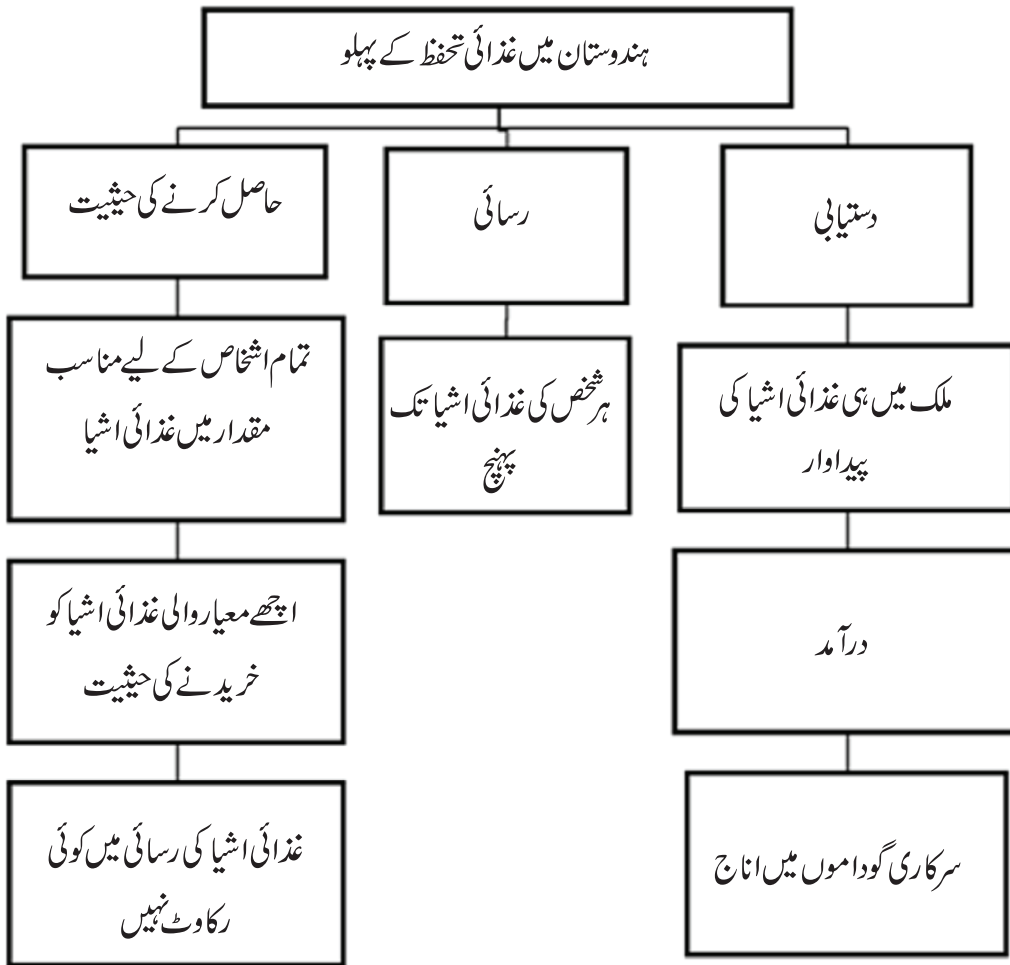 ہندوستان میں غذائی تحفظ کے پہلو
دستیابی
رسائی
حاصل کرنے کی حیثیت
ملک میں ہی غذائی اشیا کی
پیداوار
ہر شخص کی غذائی اشیا تک
پہنچ
تمام اشخاص کے لیے مناسب
مقدار میں غذائی اشیا
درآمد
اچھے معیار والی غذائی اشیا کو
خریدنے کی حیثیت
سرکاری گوداموں میں اناج
غذائی اشیا کی رسائی میں کوئی
رکاوٹ نہیں